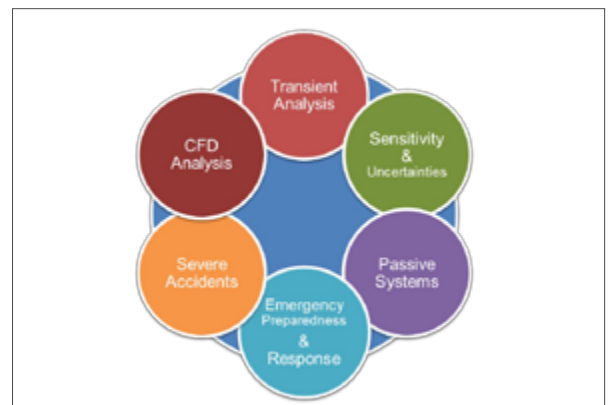 Transient
Analysis
Sensitivity
&
Uncertainties
Passive
Systems
Emergency
Preparedness
&
Response
Severe
Accidents
CFD
Analysis